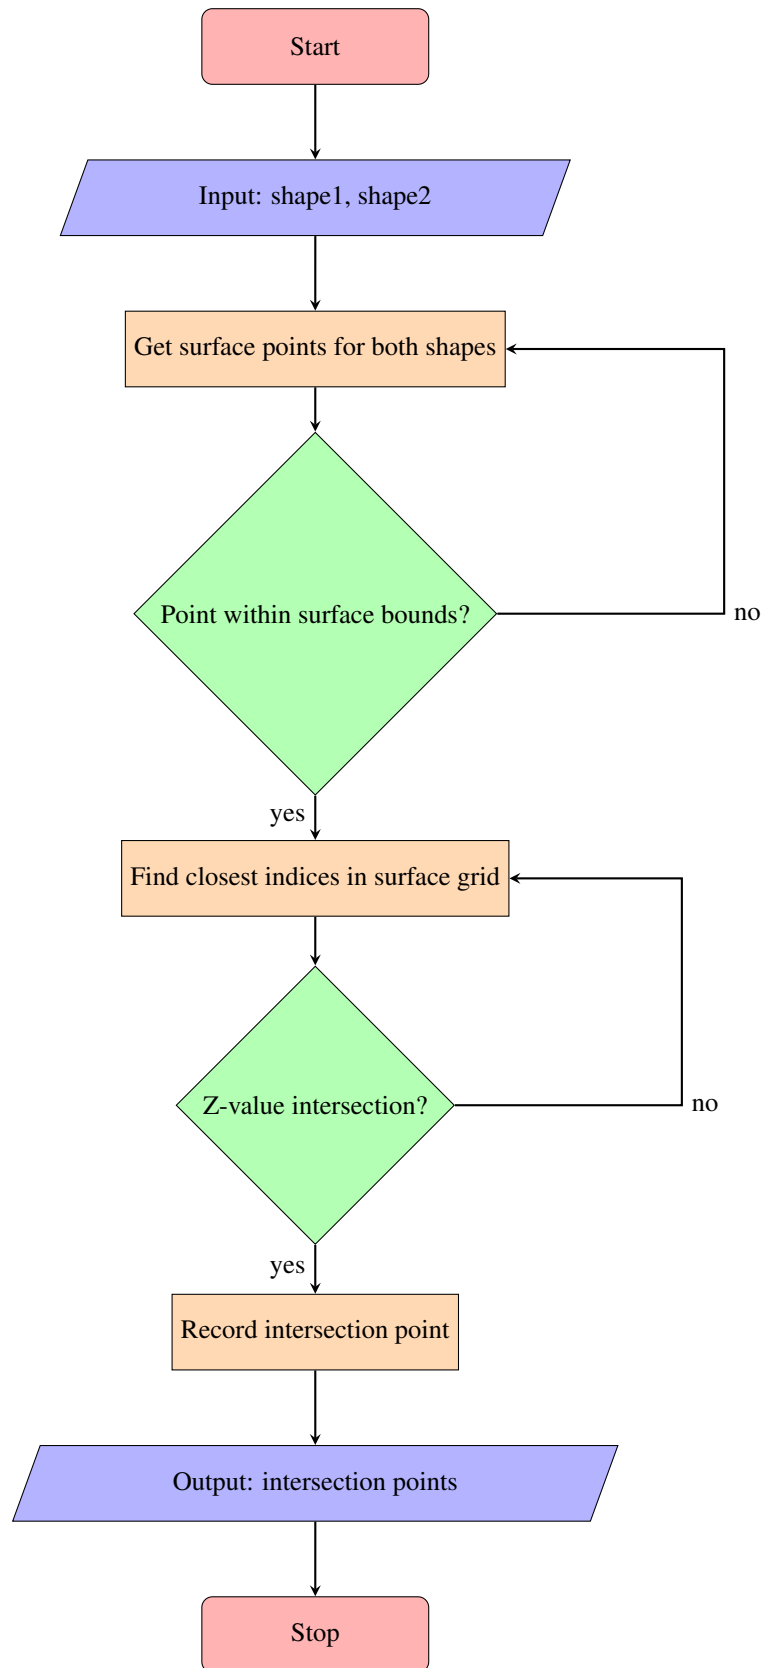 Start
Input: shape1, shape2
Get surface points for both shapes
Point within surface bounds?
no
yes
Find closest indices in surface grid
Z-value intersection?
no
yes
Record intersection point
Output: intersection points
Stop